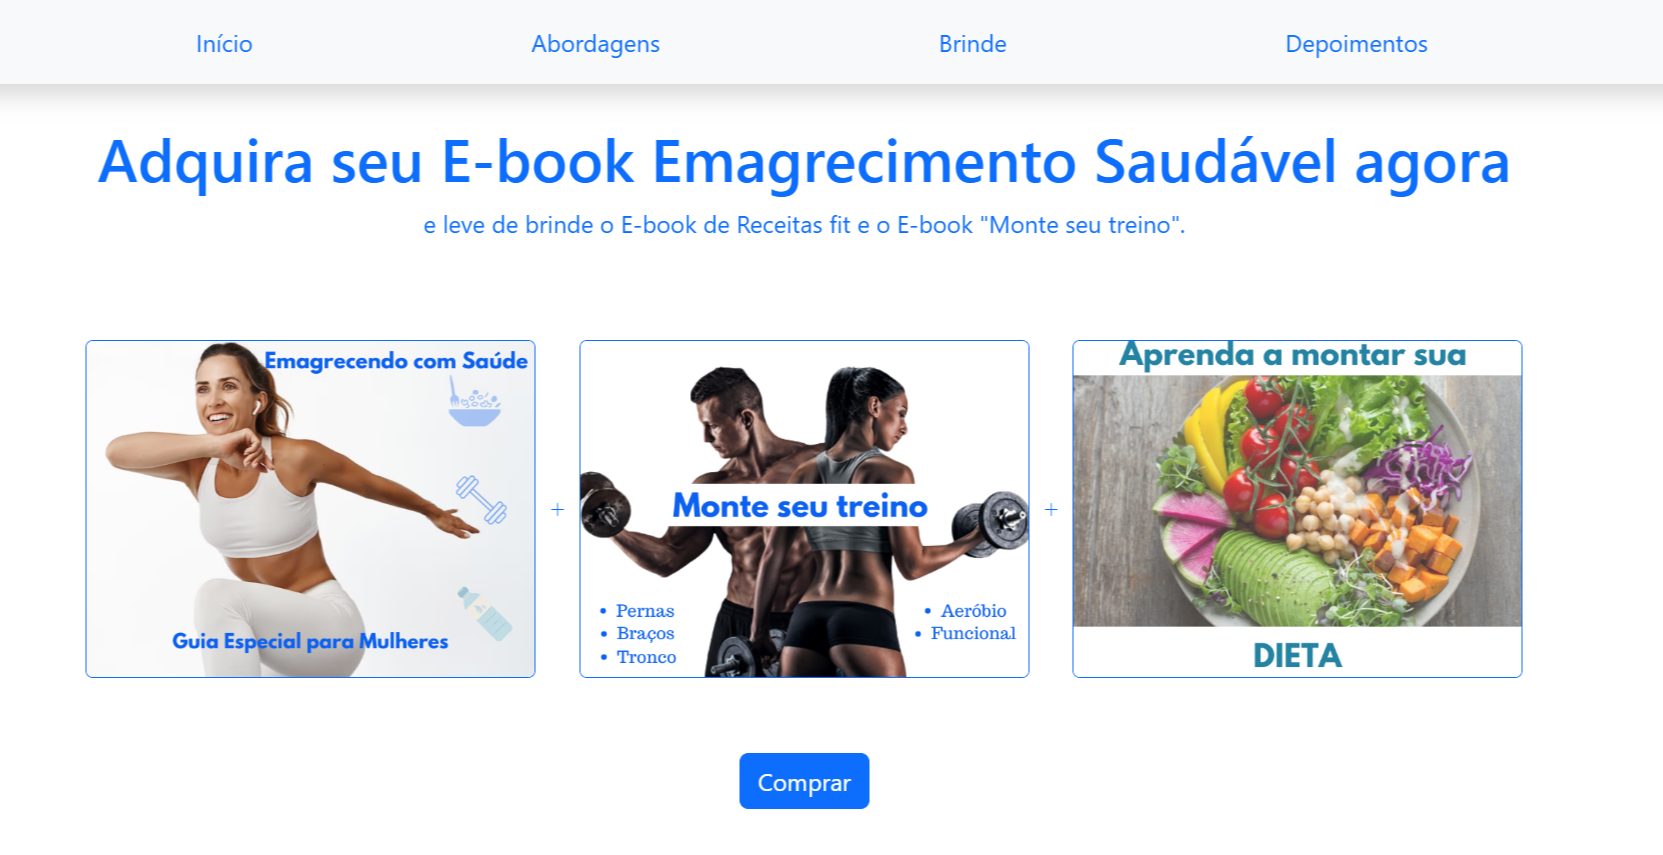 Início Abordagens Brinde Depoimentos
Adquira seu E-book Emagrecimento Saudável agora
e leve de brinde o E-book de Receitas fit e o E-book "Monte seu treino".
Emagrecendo com Saúde
Guia Especial para Mulheres
+
Monte seu treino
• Pernas
• Braços
• Tronco
• Aeróbio
• Funcional
+
Aprenda a montar sua
DIETA
Comprar